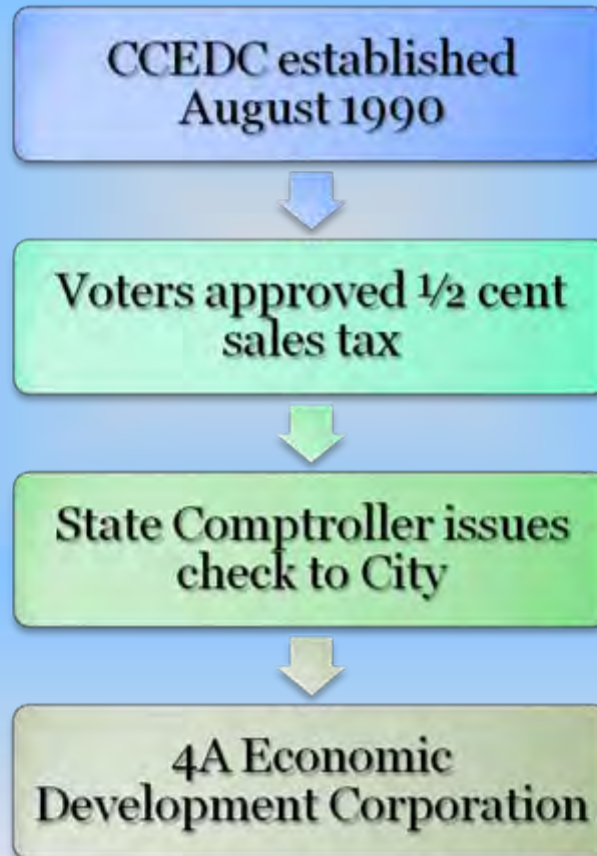 CCEDC established
August 1990
Voters approved ½ cent
sales tax
State Comptroller issues
check to City
4A Economic
Development Corporation